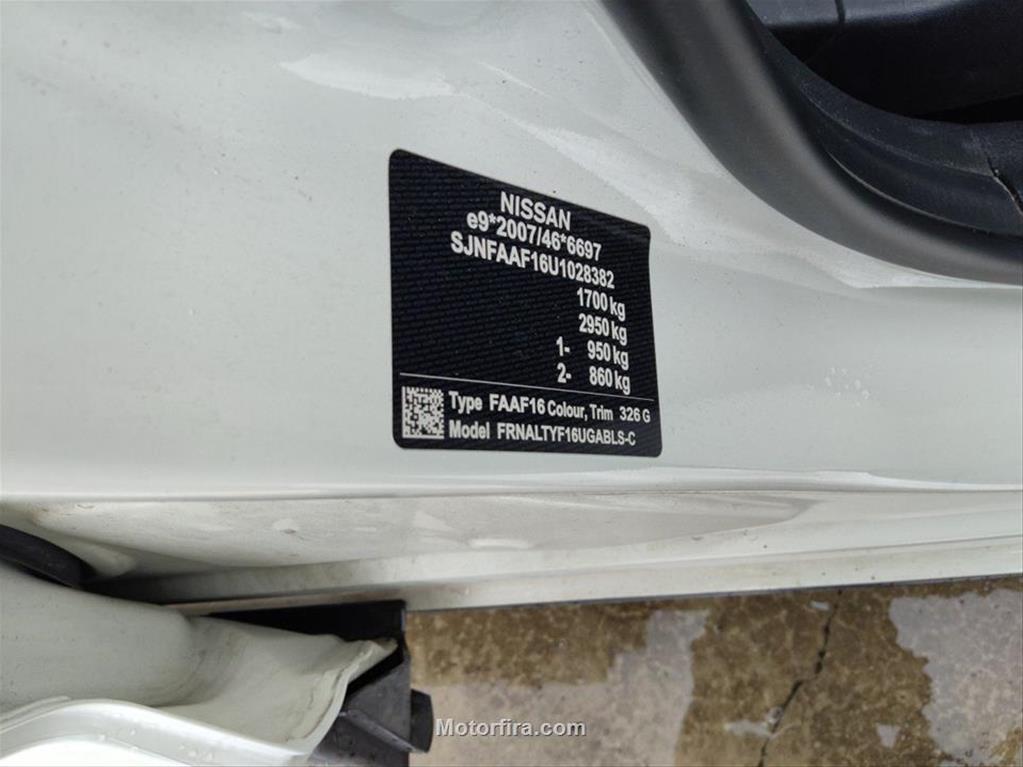 NISSAN
e9*2007/46*6697
SJNFAAF16U1028382
1700 kg
2950 kg
1- 950 kg
2- 860 kg
Type FAAF16 Colour, Trim 326 G
Model FRNALTYF16UGABLS-C
Motorfira.com